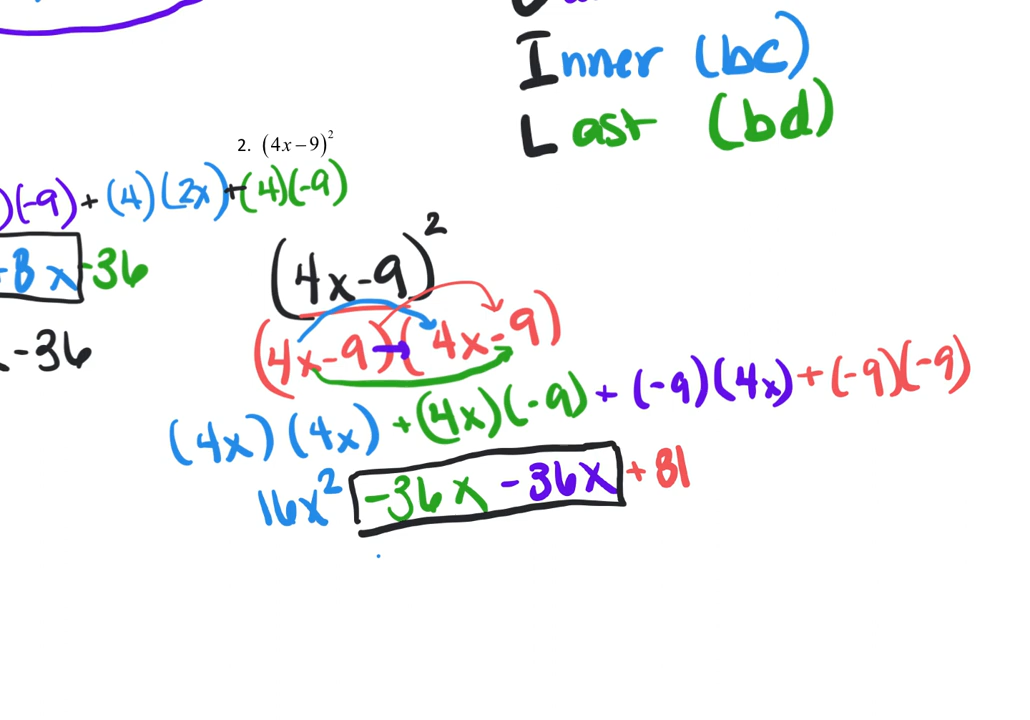 Inner (bc)
Last (bd)
2. (4x-9)²
)(-9) + (4)(2x) + (4)(-9)
8x -36
-36
(4x-9)²
(4x-9)(4x-9)
(4x)(4x) + (4x)(-9) + (-9)(4x) + (-9)(-9)
16x² -36x -36x + 81